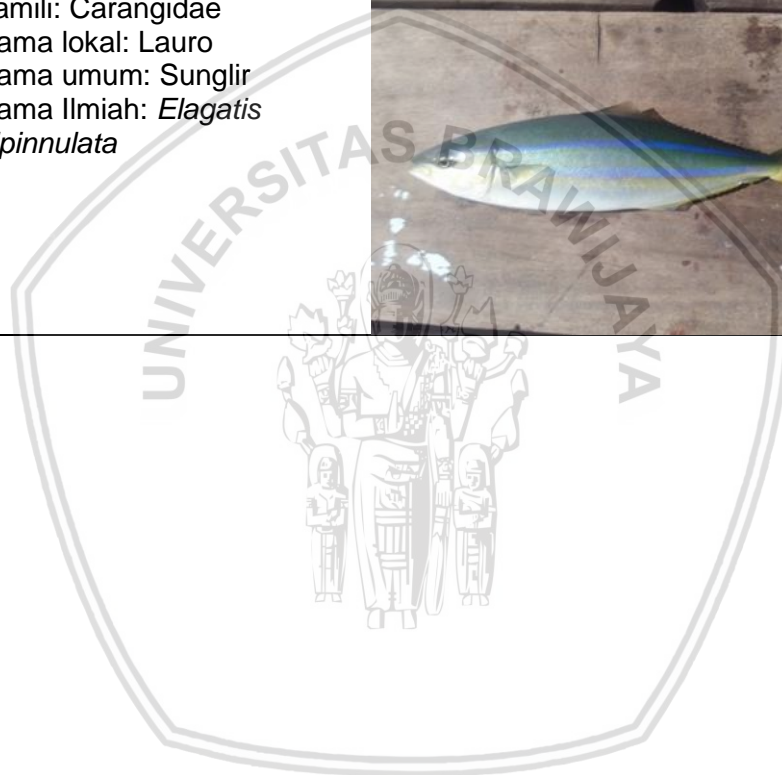 amili: Carangidae
ama lokal: Lauro
ama umum: Sunglir
ama Ilmiah: Elagatis
ipinnulata
UNIVERSITAS BRAWIJAYA